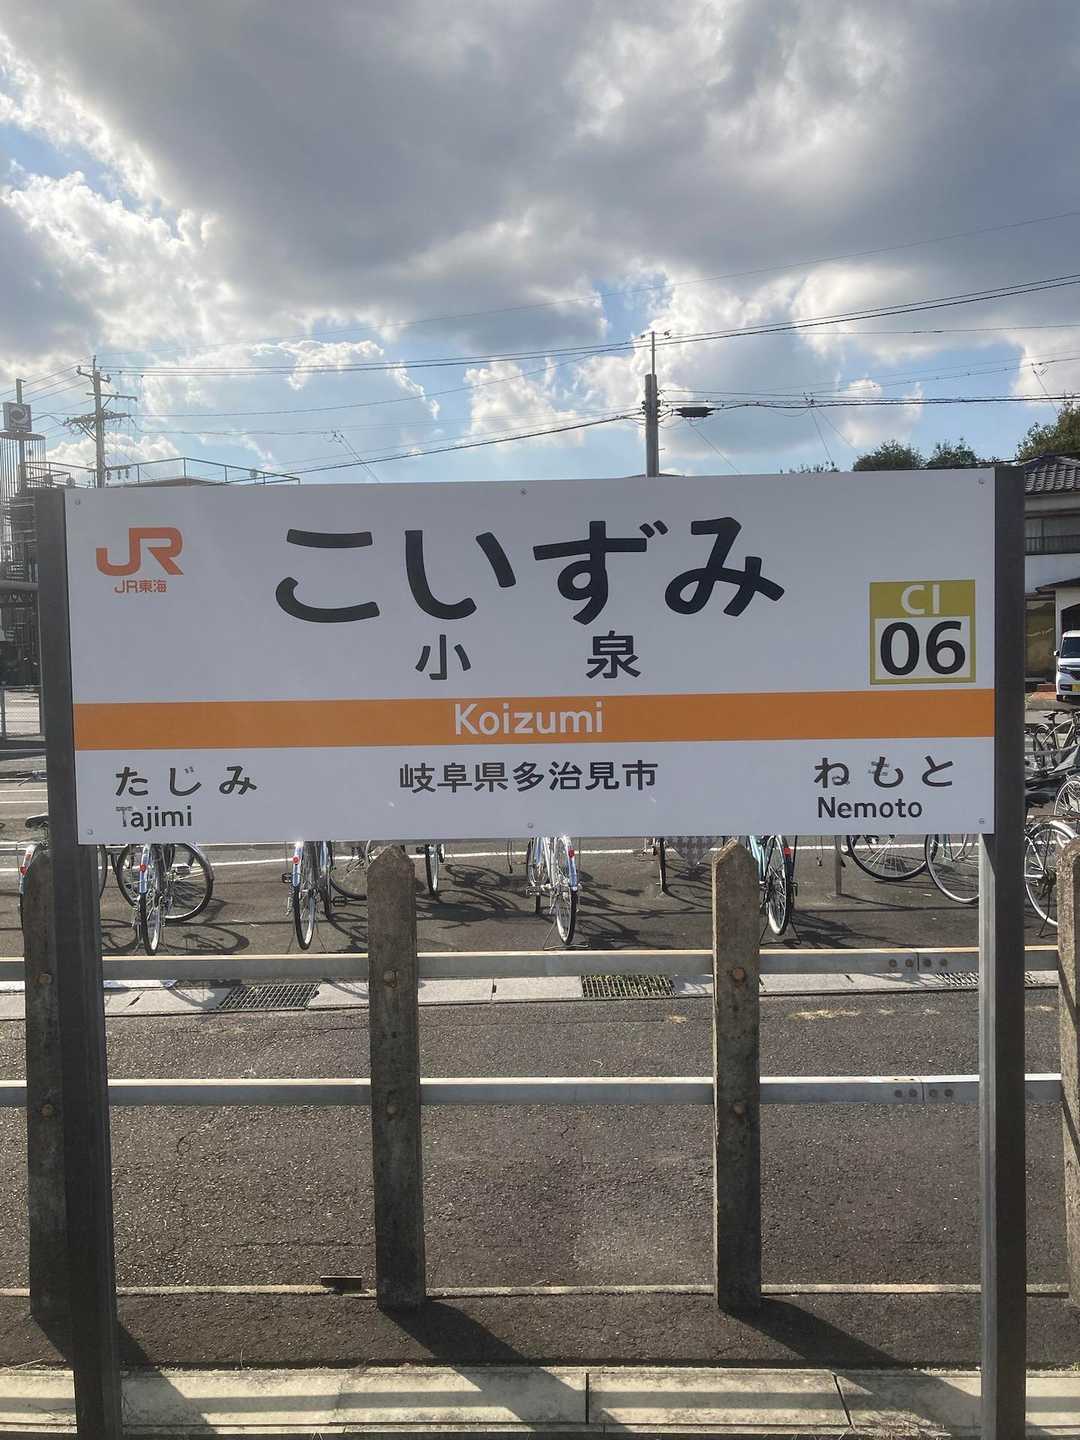 JR
JR東海
こいずみ
小泉
CI
06
Koizumi
たじみ
Tajimi
岐阜県多治見市
ねもと
Nemoto